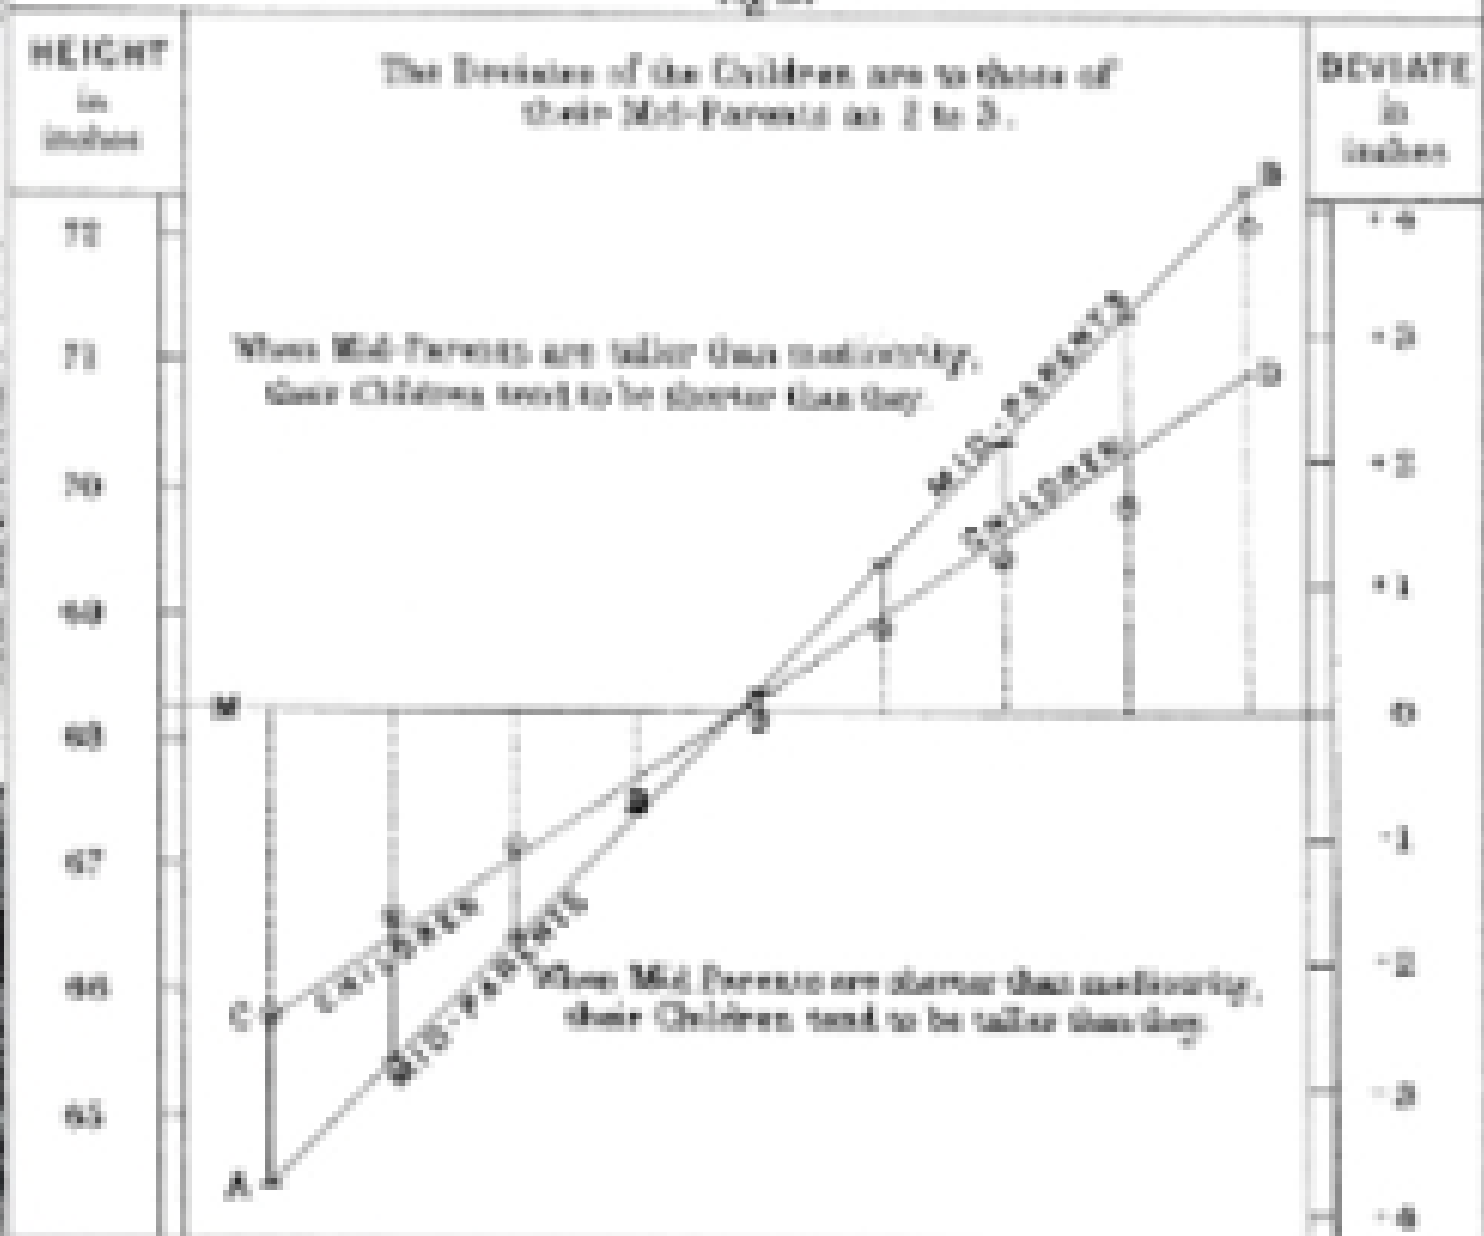 HEIGHT
in
inches
The Deviates of the Children are to those of
their Mid-Parents as 2 to 3.
DEVIATE
in
inches
B
72
+4
D
71
+3
When Mid-Parents are taller than mediocrity,
their Children tend to be shorter than they.
MID-PARENTS
CHILDREN
70
+2
69
+1
M
0
68
67
-1
CHILDREN
MID-PARENTS
66
-2
When Mid-Parents are shorter than mediocrity,
their Children tend to be taller than they.
C
65
-3
A
-4